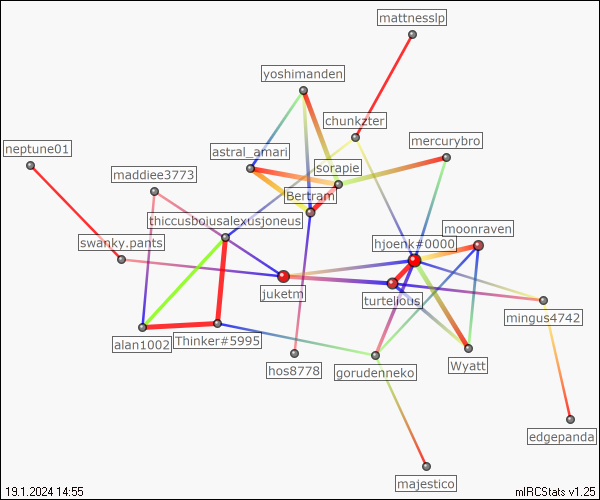 mattnesslp
yoshimanden
chunkzter
mercurybro
neptune01
astral_amari
sorapie
maddiee3773
Bertram
thiccusbojusalexusjoneus
moonraven
swanky.pants
hjoenk#0000
juketm
turtelious
mingus4742
alan1002
Thinker#5995
hos8778
gorudenneko
Wyatt
edgepanda
majestico
19.1.2024 14:55
mIRCStats v1.25